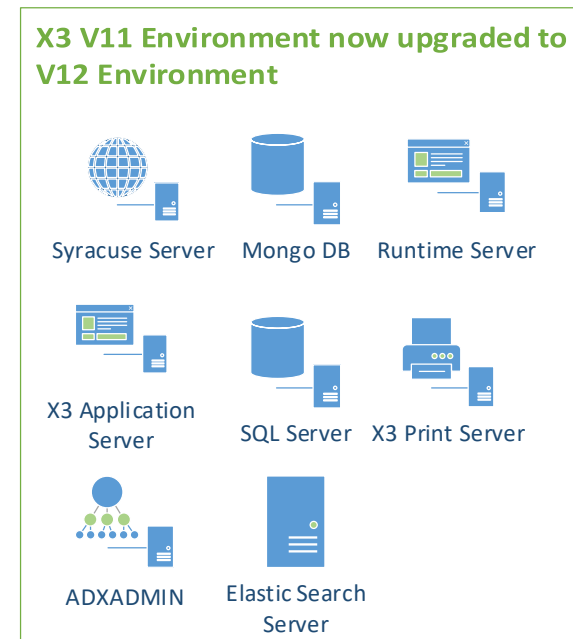 X3 V11 Environment now upgraded to
V12 Environment
Syracuse Server
Mongo DB
Runtime Server
X3 Application
Server
SQL Server
X3 Print Server
ADXADMIN
Elastic Search
Server